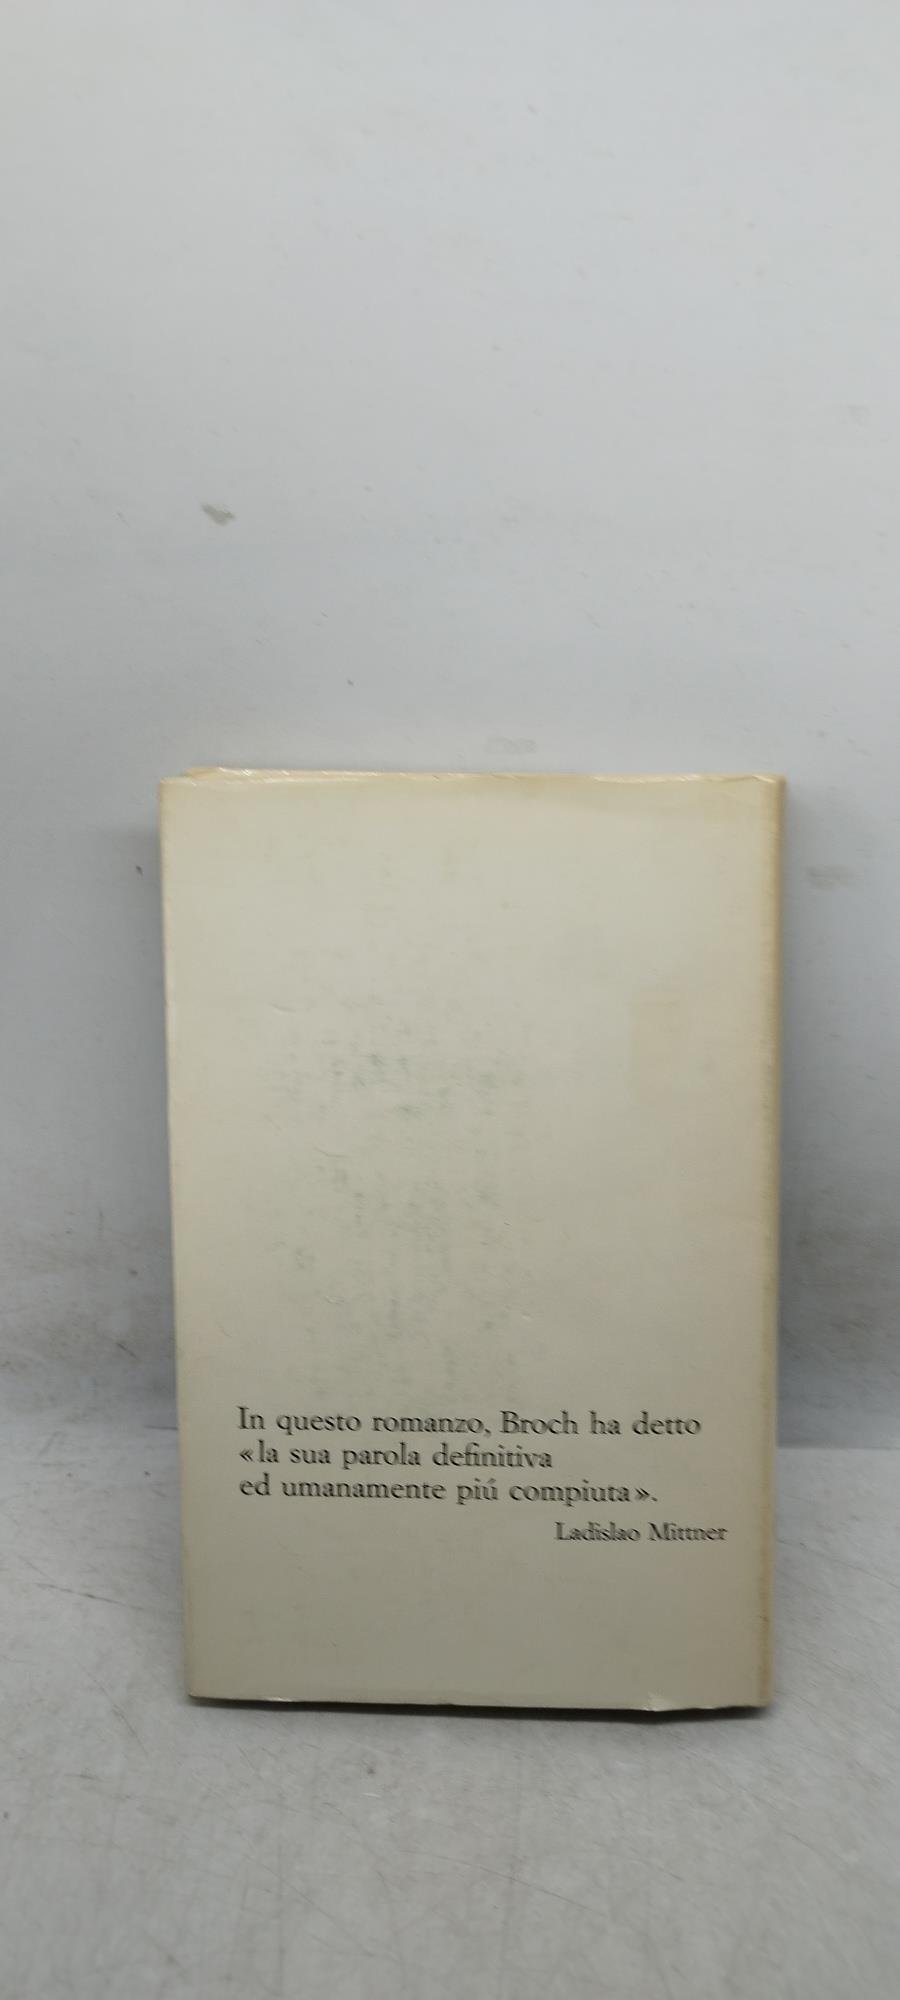 In questo romanzo, Broch ha detto
«la sua parola definitiva
ed umanamente piú compiuta».
Ladislao Mittner